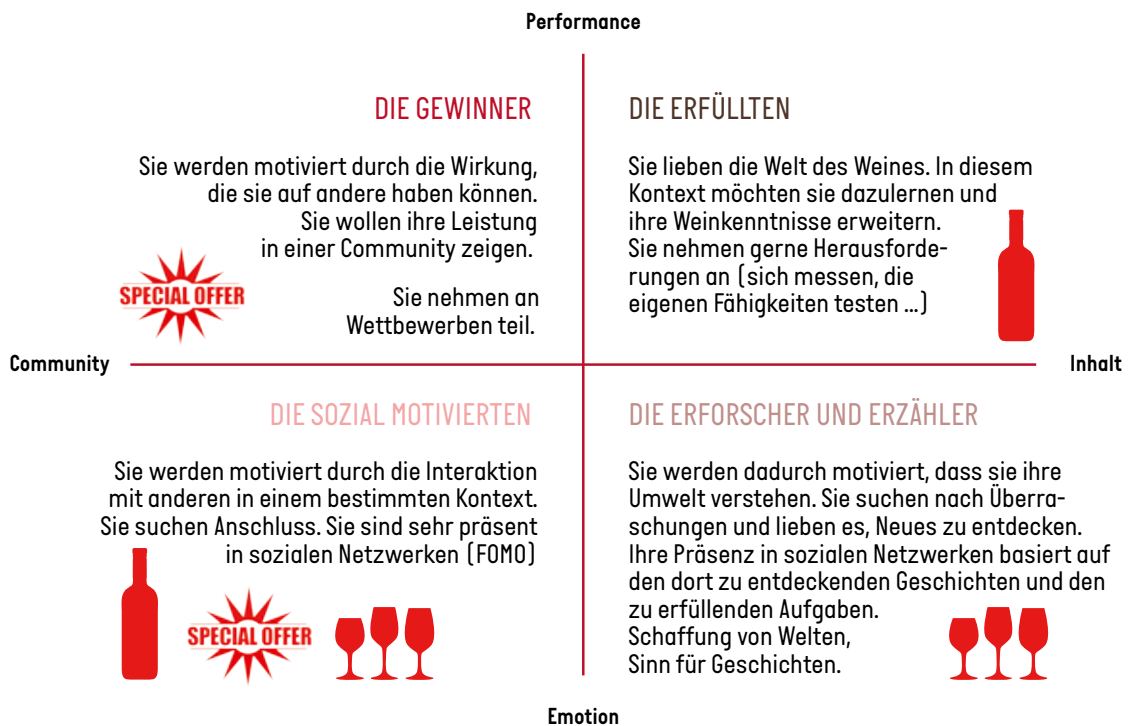 Performance
DIE GEWINNER
Sie werden motiviert durch die Wirkung,
die sie auf andere haben können.
Sie wollen ihre Leistung
in einer Community zeigen.
SPECIAL OFFER
Sie nehmen an
Wettbewerben teil.
DIE ERFÜLLTEN
Sie lieben die Welt des Weines. In diesem
Kontext möchten sie dazulernen und
ihre Weinkenntnisse erweitern.
Sie nehmen gerne Herausforde-
rungen an (sich messen, die
eigenen Fähigkeiten testen ...)
Community
Inhalt
DIE SOZIAL MOTIVIERTEN
Sie werden motiviert durch die Interaktion
mit anderen in einem bestimmten Kontext.
Sie suchen Anschluss. Sie sind sehr präsent
in sozialen Netzwerken (FOMO)
SPECIAL OFFER
DIE ERFORSCHER UND ERZÄHLER
Sie werden dadurch motiviert, dass sie ihre
Umwelt verstehen. Sie suchen nach Überra-
schungen und lieben es, Neues zu entdecken.
Ihre Präsenz in sozialen Netzwerken basiert auf
den dort zu entdeckenden Geschichten und den
zu erfüllenden Aufgaben.
Schaffung von Welten,
Sinn für Geschichten.
Emotion